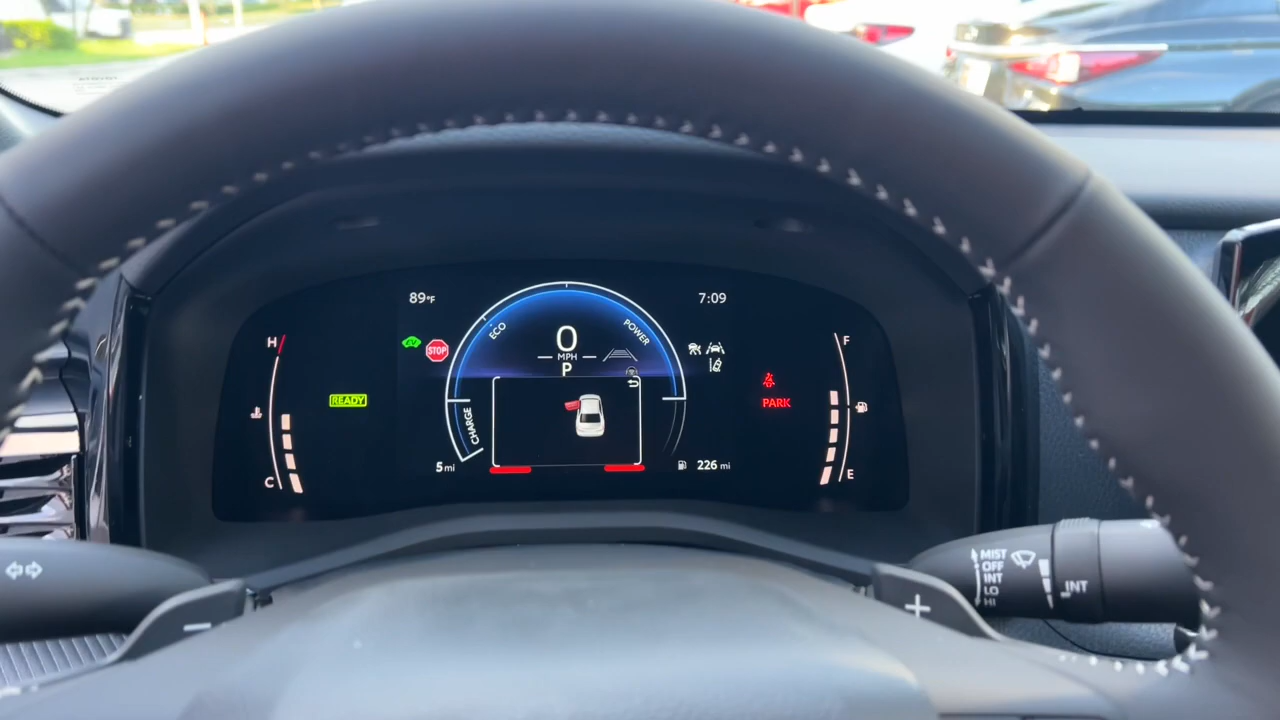 89°F
7:09
ECO
POWER
0
MPH
P
EV
STOP
H
F
READY
PARK
CHARGE
C
E
5 mi
226 mi
MIST
OFF
INT
LO
HI
INT
−
+